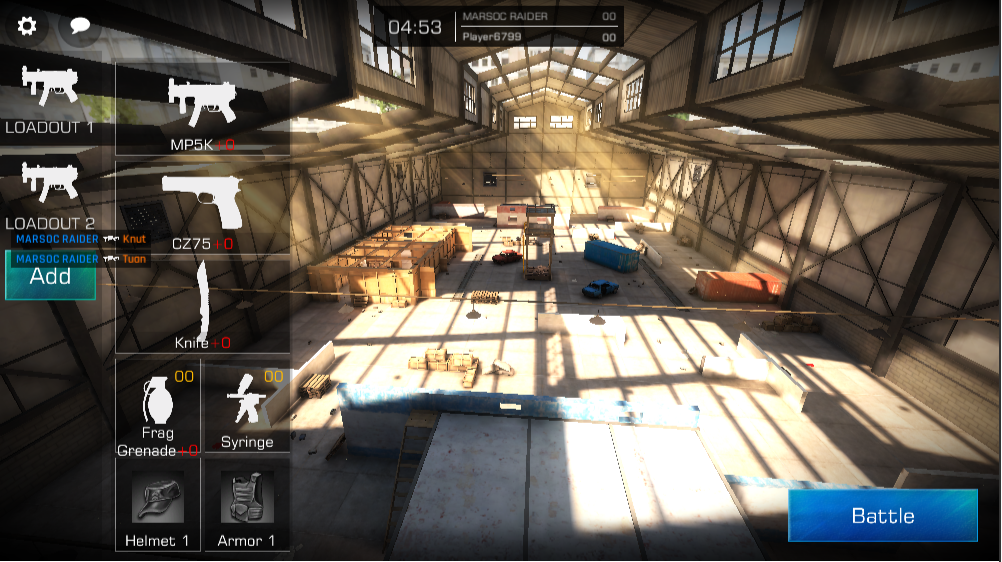 04:53
MARSOC RAIDER 00
Player6799 00
LOADOUT 1
MP5K +0
LOADOUT 2
CZ75 +0
MARSOC RAIDER Knut
MARSOC RAIDER Tuan
Add
Knife +0
00
00
Frag
Grenade +0
Syringe
Helmet 1
Armor 1
Battle